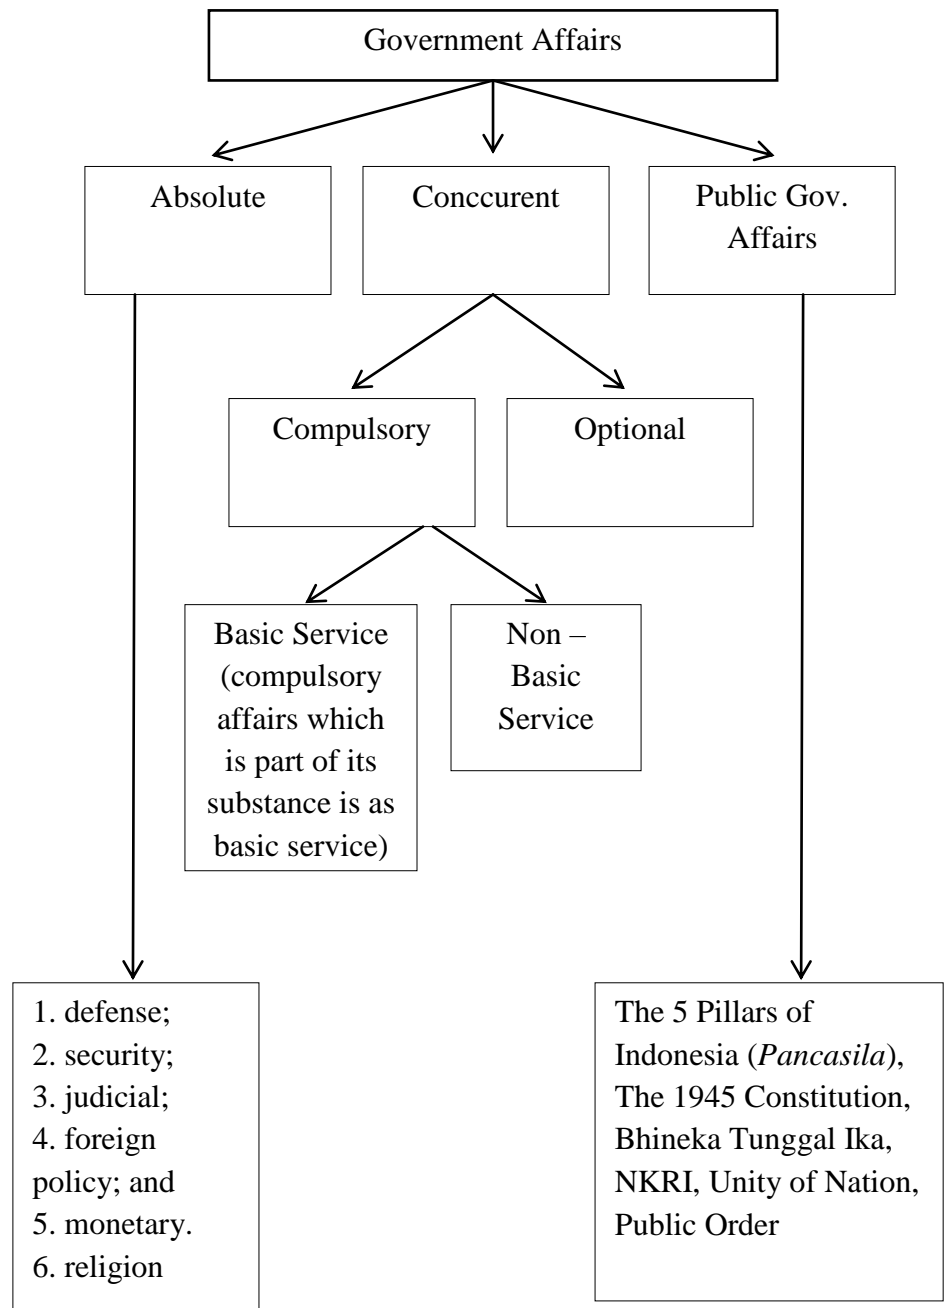 Government Affairs
Absolute
Conccurent
Public Gov.
Affairs
Compulsory
Optional
Basic Service
(compulsory
affairs which
is part of its
substance is as
basic service)
Non –
Basic
Service
1. defense;
2. security;
3. judicial;
4. foreign
policy; and
5. monetary.
6. religion
The 5 Pillars of
Indonesia (Pancasila),
The 1945 Constitution,
Bhineka Tunggal Ika,
NKRI, Unity of Nation,
Public Order